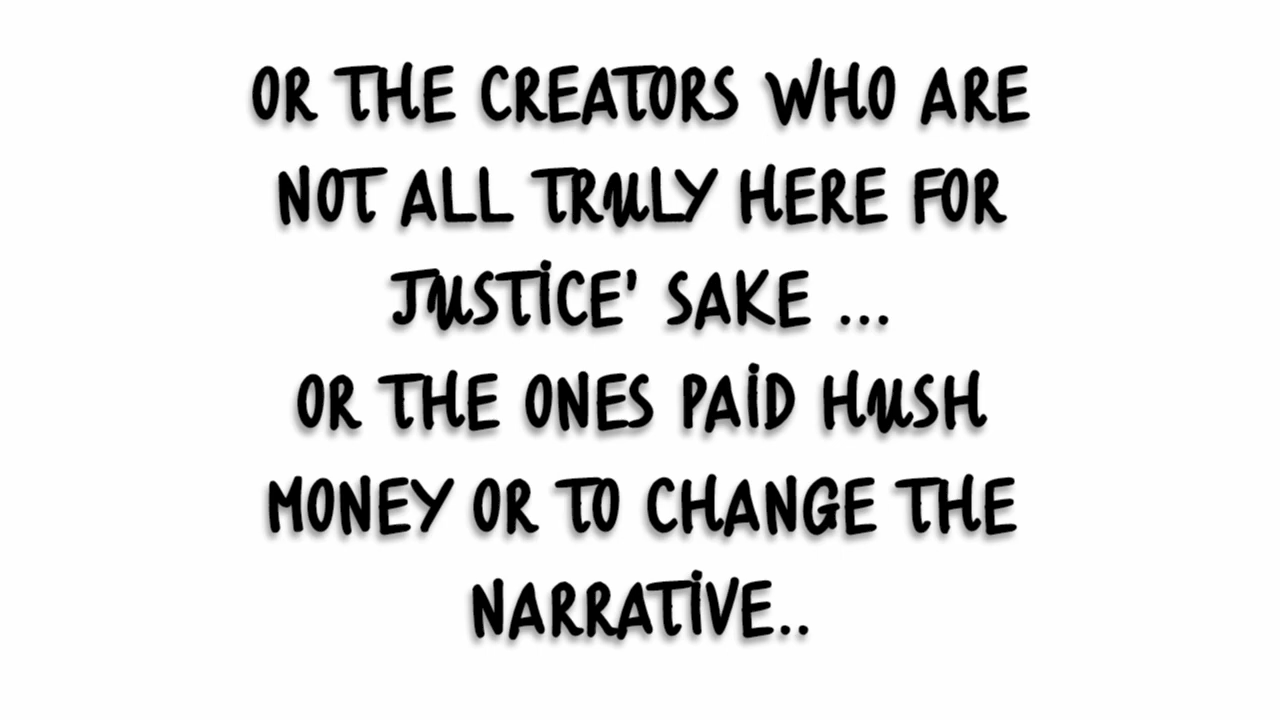 OR THE CREATORS WHO ARE
NOT ALL TRULY HERE FOR
JUSTICE' SAKE ...
OR THE ONES PAID HUSH
MONEY OR TO CHANGE THE
NARRATIVE..